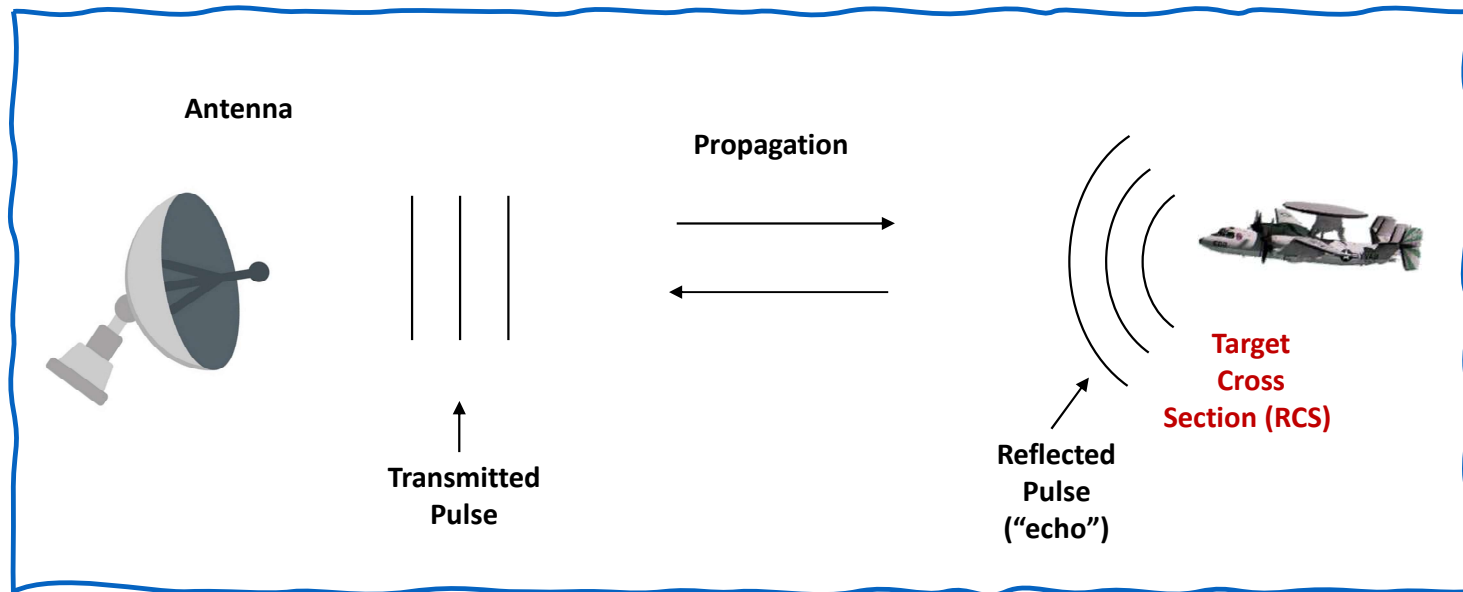 Antenna
Propagation
Transmitted
Pulse
Reflected
Pulse
(“echo”)
Target
Cross
Section (RCS)